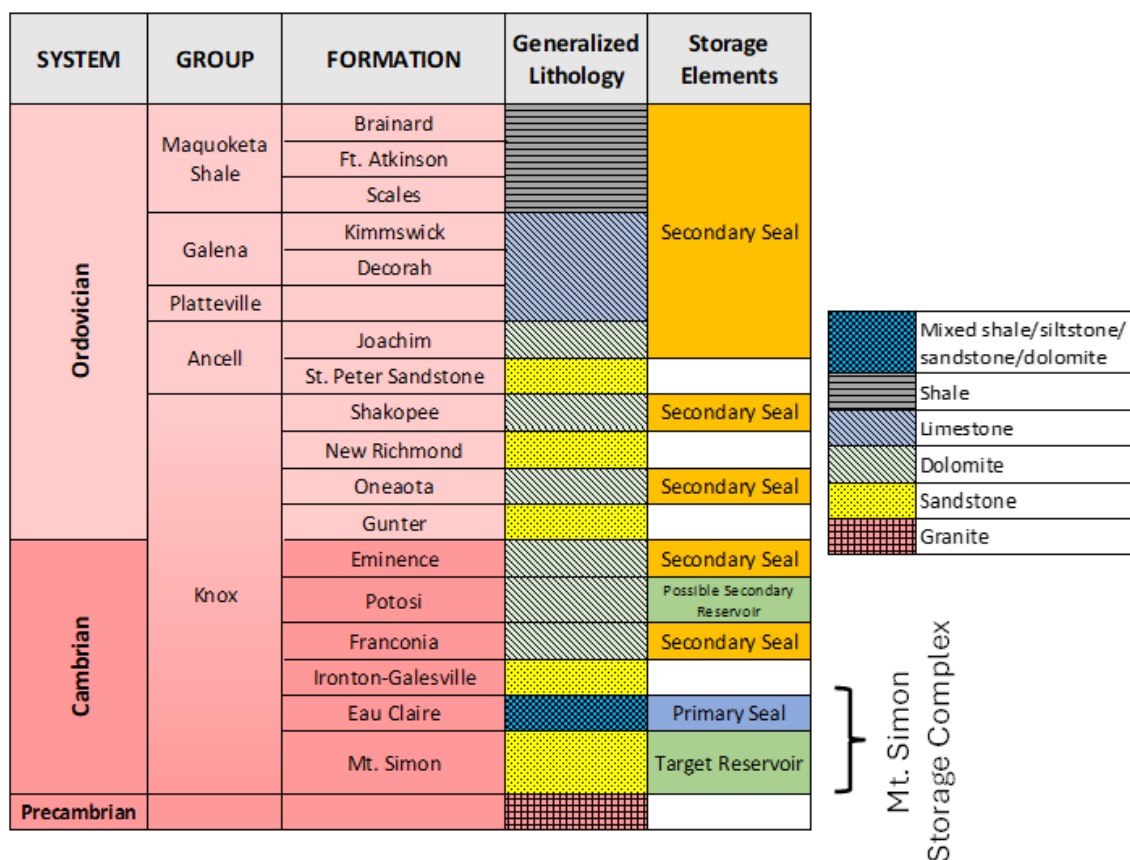 SYSTEM
GROUP
FORMATION
Generalized
Lithology
Storage
Elements
Ordovician
Maquoketa
Shale
Brainard
Ft. Atkinson
Scales
Galena
Kimmswick
Decorah
Secondary Seal
Platteville
Ancell
Joachim
St. Peter Sandstone
Knox
Shakopee
Secondary Seal
New Richmond
Oneaota
Secondary Seal
Gunter
Cambrian
Eminence
Secondary Seal
Potosi
Possible Secondary
Reservoir
Franconia
Secondary Seal
Ironton-Galesville
Eau Claire
Primary Seal
Mt. Simon
Target Reservoir
Precambrian
Mixed shale/siltstone/
sandstone/dolomite
Shale
Limestone
Dolomite
Sandstone
Granite
Mt. Simon
Storage Complex